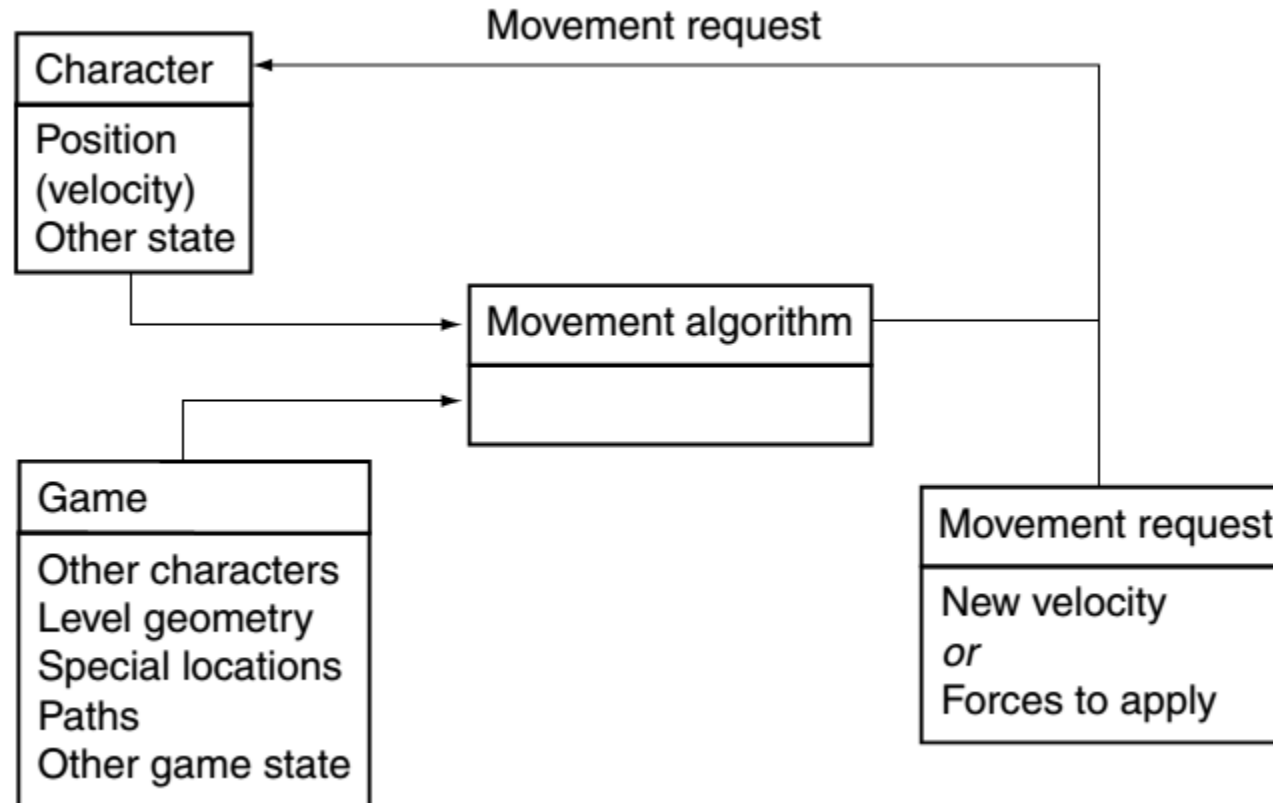 Movement request
Character
Position
(velocity)
Other state
Movement algorithm
Game
Other characters
Level geometry
Special locations
Paths
Other game state
Movement request
New velocity
or
Forces to apply